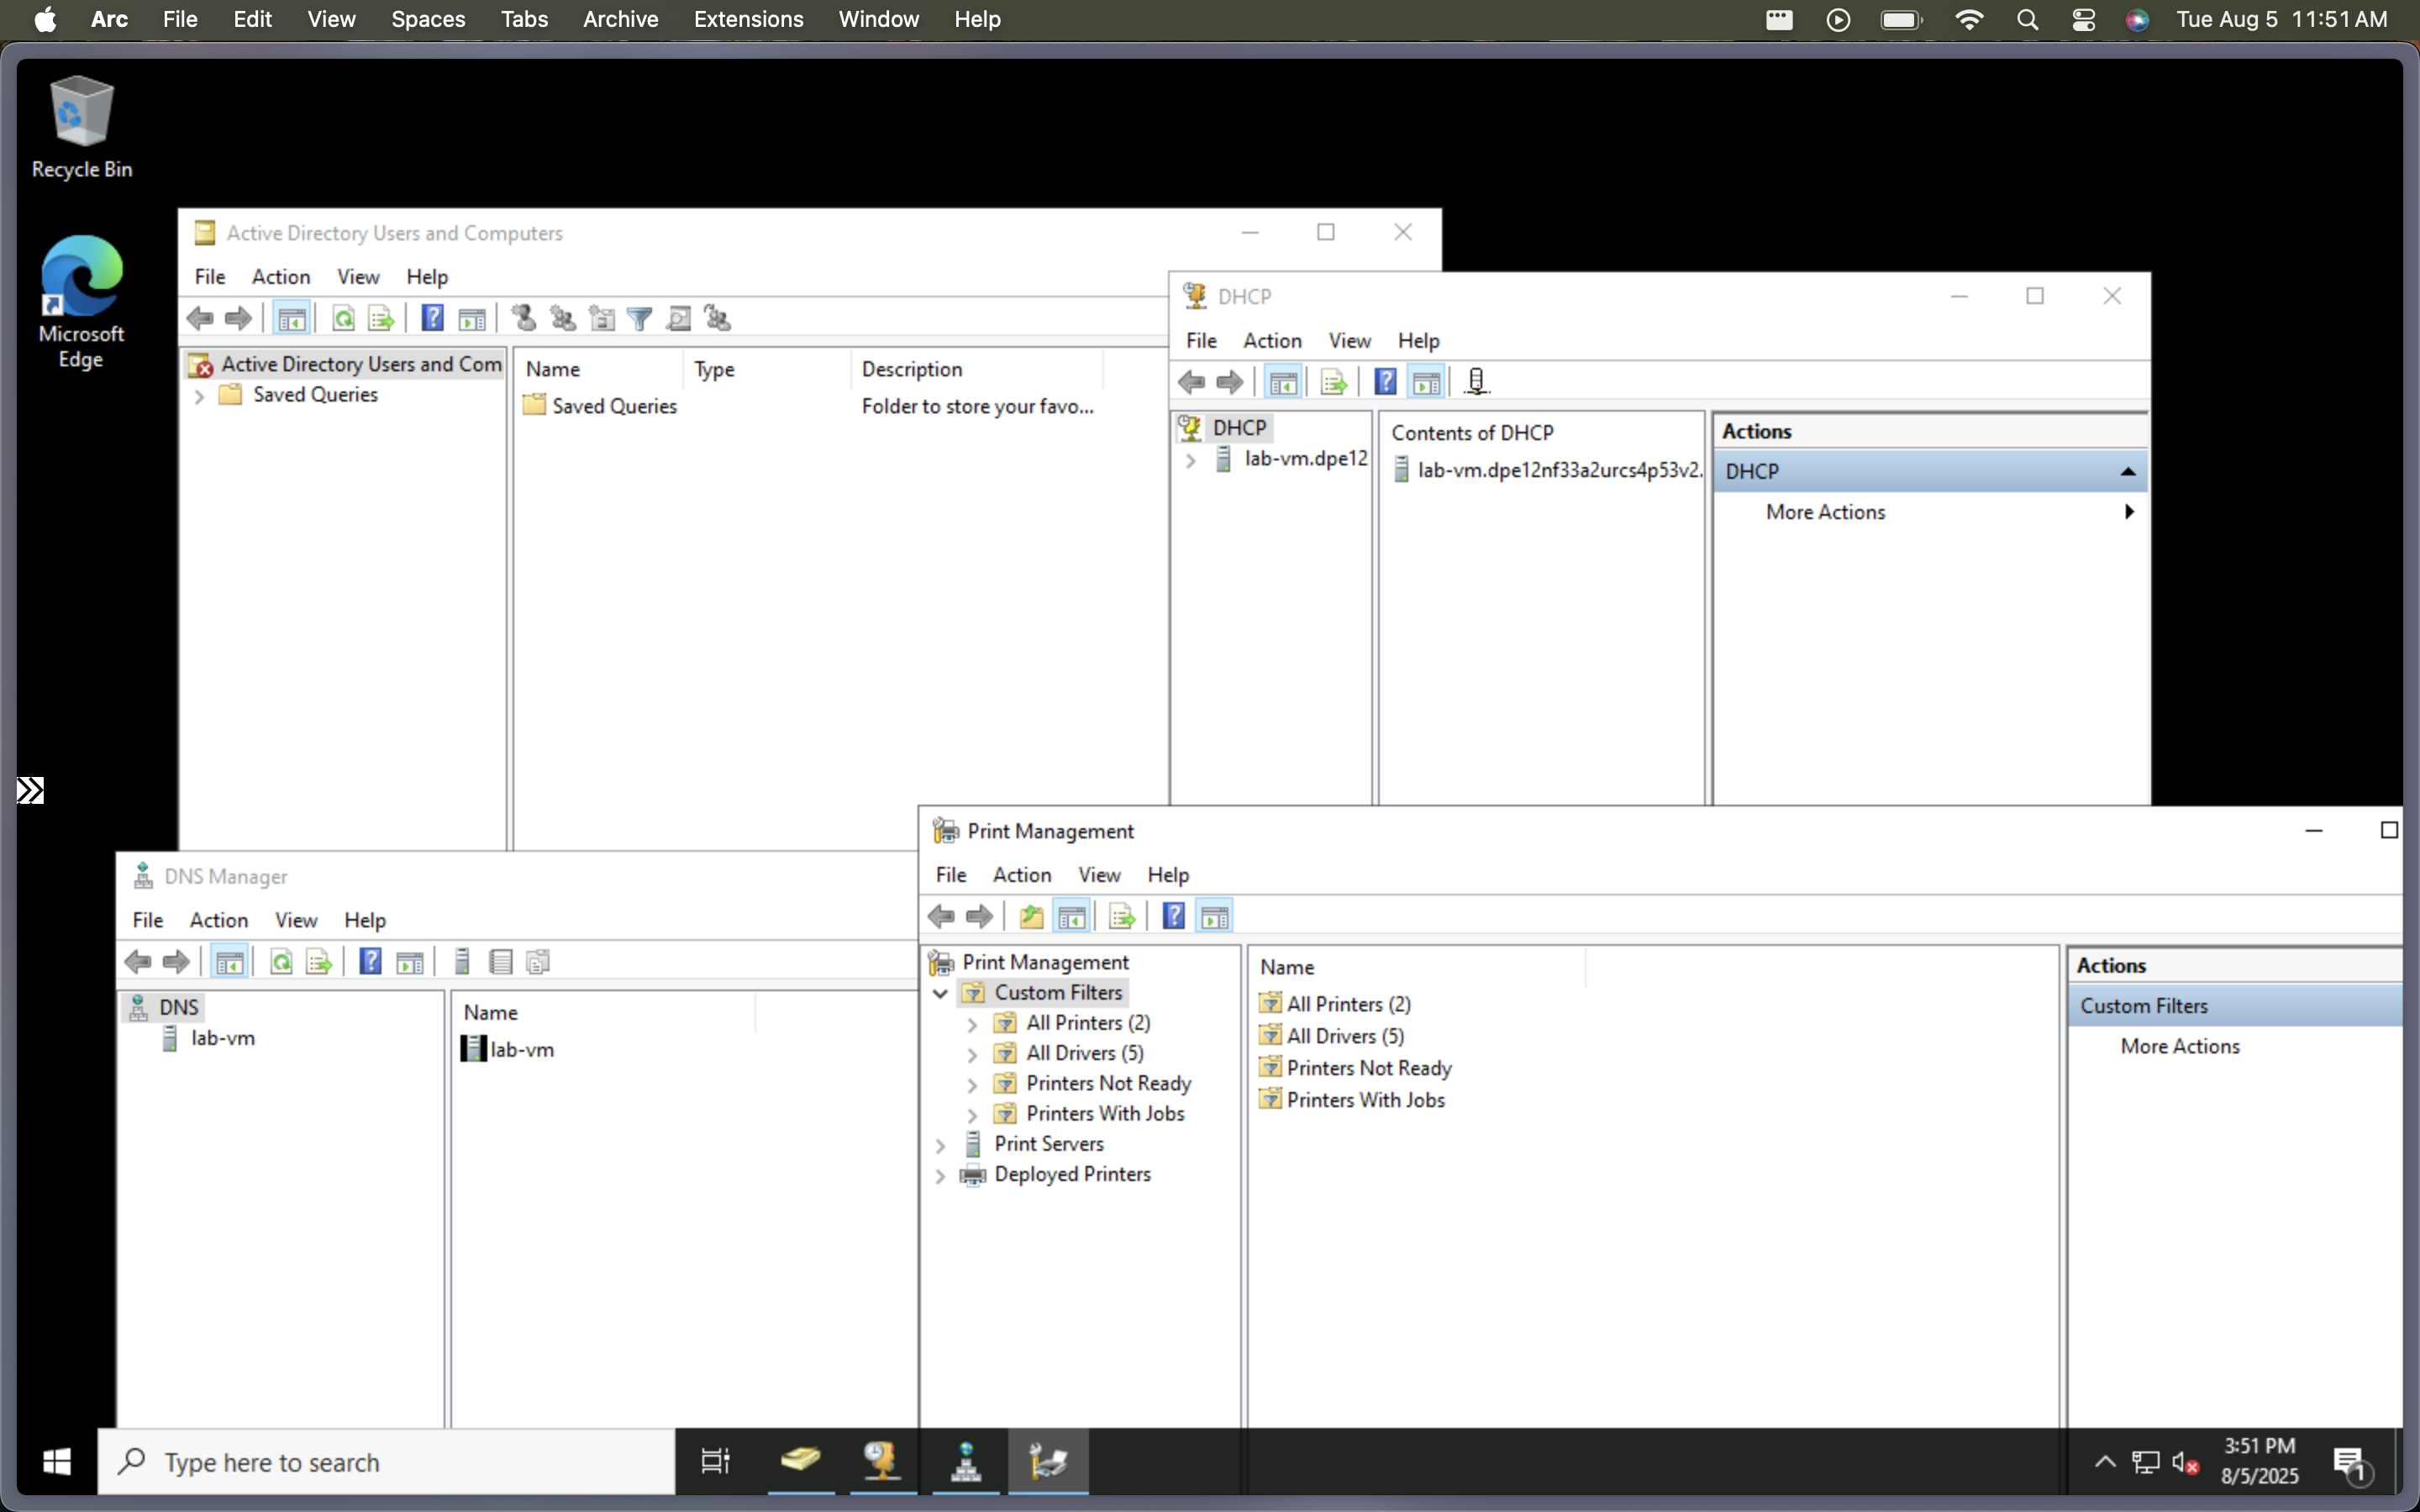 Arc File Edit View Spaces Tabs Archive Extensions Window Help Tue Aug 5 11:51 AM
Recycle Bin
Microsoft
Edge
Active Directory Users and Computers
File Action View Help
Active Directory Users and Com
Saved Queries
Name Type Description
Saved Queries Folder to store your favo...
DHCP
File Action View Help
DHCP
lab-vm.dpe12
Contents of DHCP
lab-vm.dpe12nf33a2urcs4p53v2.
Actions
DHCP
More Actions
DNS Manager
File Action View Help
DNS
lab-vm
Name
lab-vm
Print Management
File Action View Help
Print Management
Custom Filters
All Printers (2)
All Drivers (5)
Printers Not Ready
Printers With Jobs
Print Servers
Deployed Printers
Name
All Printers (2)
All Drivers (5)
Printers Not Ready
Printers With Jobs
Actions
Custom Filters
More Actions
Type here to search
3:51 PM
8/5/2025
1